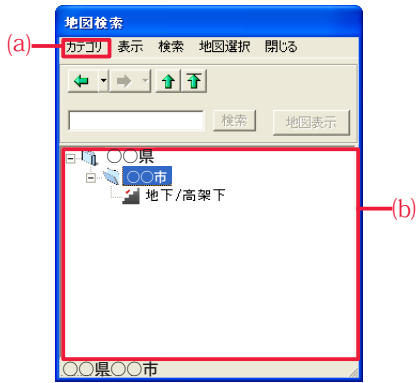 地図検索
(a)
カテゴリ 表示 検索 地図選択 閉じる
検索 地図表示
○○県
○○市
地下/高架下
(b)
○○県○○市